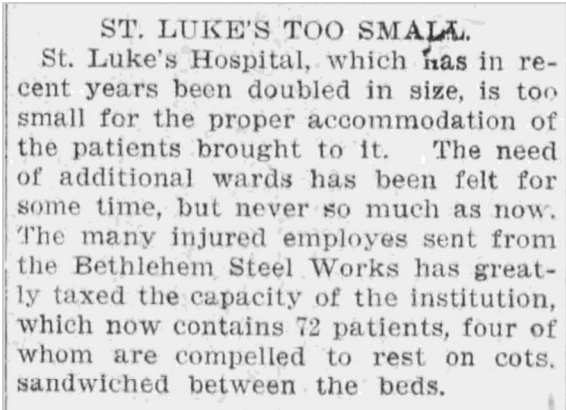 ST. LUKE'S TOO SMALL.
St. Luke's Hospital, which has in re-
cent years been doubled in size, is too
small for the proper accommodation of
the patients brought to it. The need
of additional wards has been felt for
some time, but never so much as now.
The many injured employes sent from
the Bethlehem Steel Works has great-
ly taxed the capacity of the institution,
which now contains 72 patients, four of
whom are compelled to rest on cots.
sandwiched between the beds.